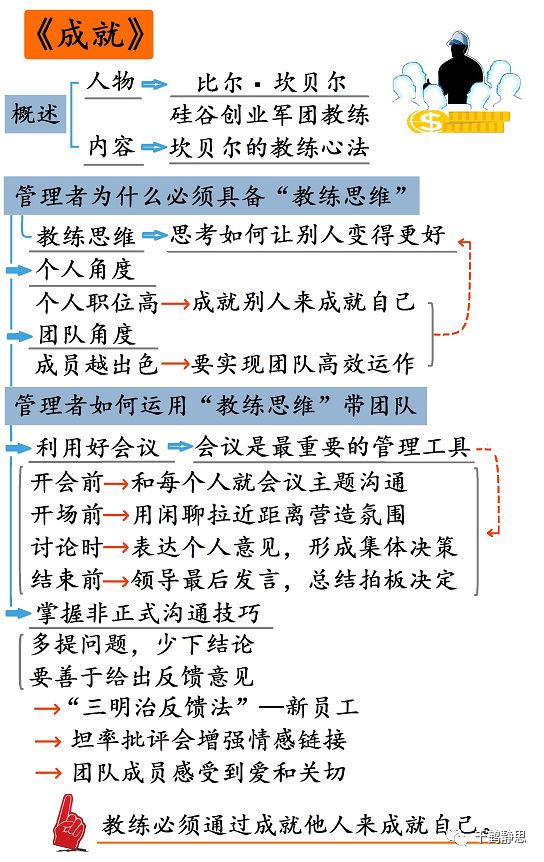 《成就》
概述
人物
比尔·坎贝尔
硅谷创业军团教练
内容
坎贝尔的教练心法
管理者为什么必须具备“教练思维”
教练思维 思考如何让别人变得更好
个人角度
个人职位高 成就别人来成就自己
团队角度
成员越出色 要实现团队高效运作
管理者如何运用“教练思维”带团队
利用好会议 会议是最重要的管理工具
开会前 和每个人就会议主题沟通
开场前 用闲聊拉近距离营造氛围
讨论时 表达个人意见，形成集体决策
结束前 领导最后发言，总结拍板决定
掌握非正式沟通技巧
多提问题，少下结论
要善于给出反馈意见
“三明治反馈法”—新员工
坦率批评会增强情感链接
团队成员感受到爱和关切
教练必须通过成就他人来成就自己。
千鹤静思